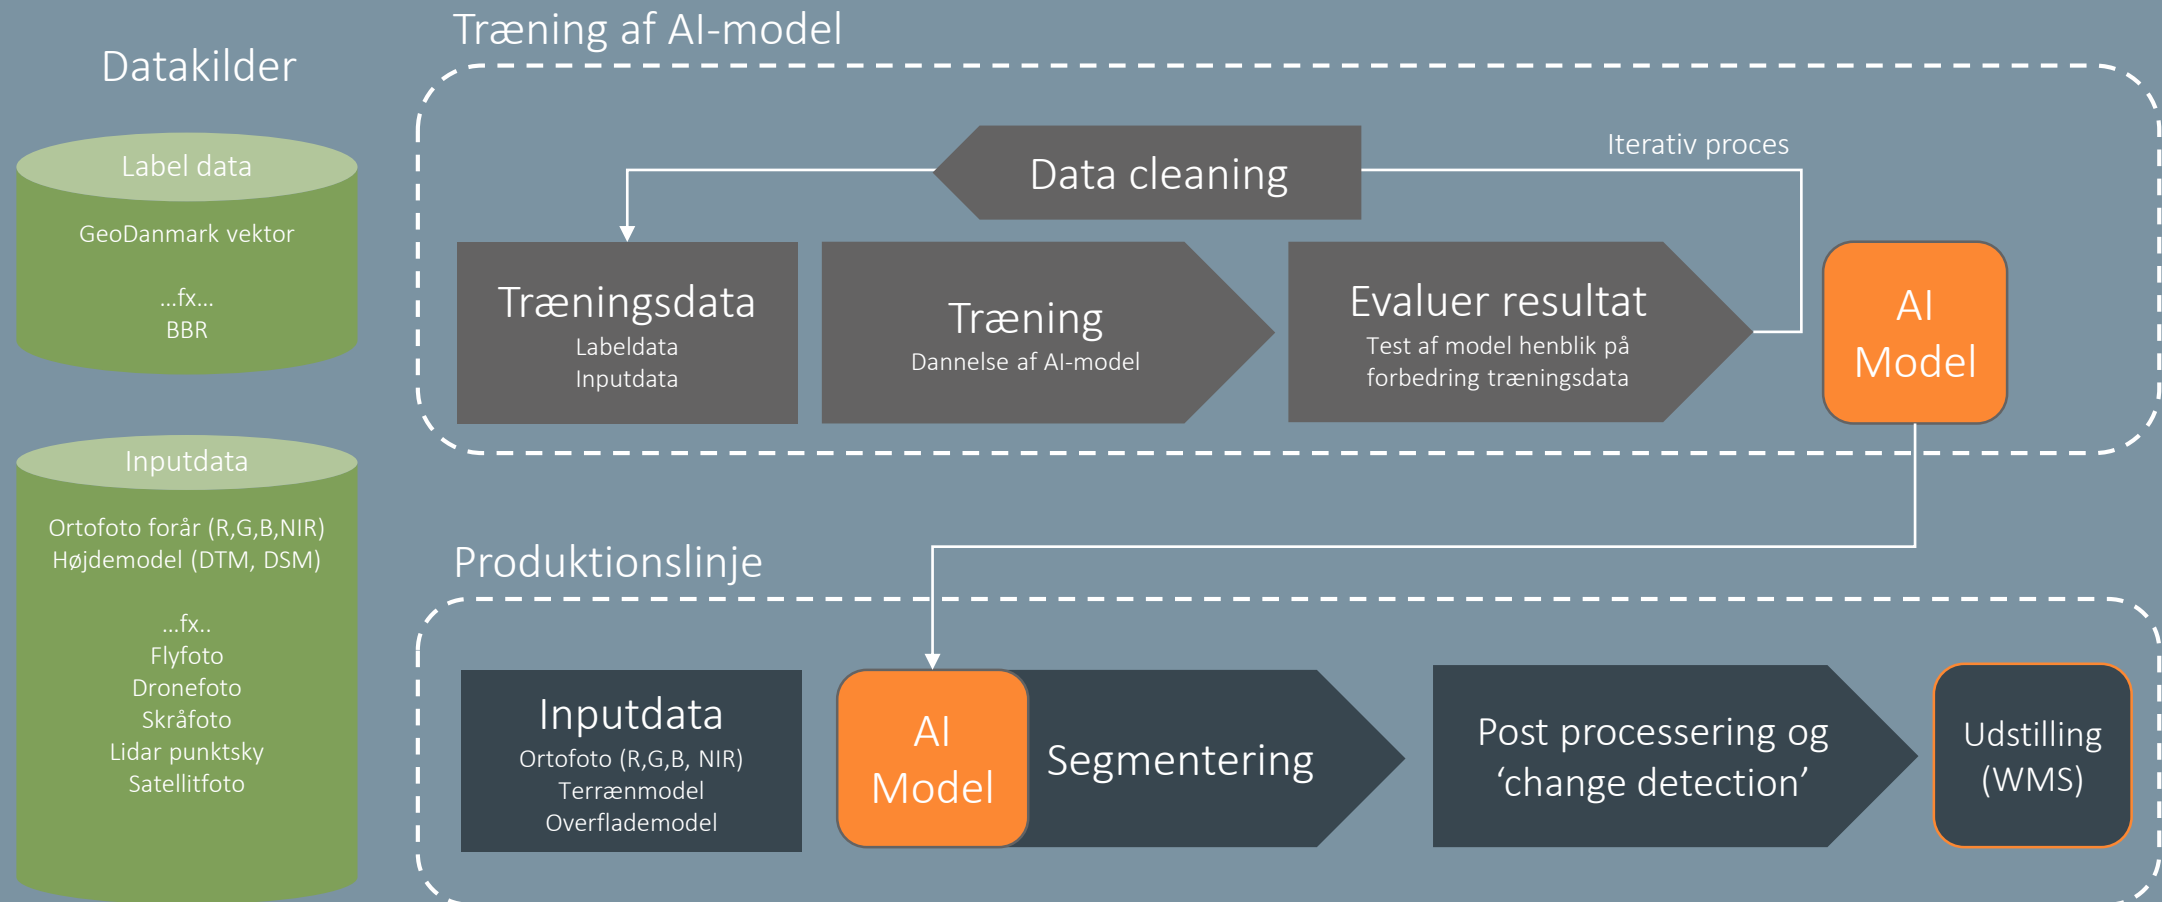 Datakilder
Label data
GeoDanmark vektor
...fx...
BBR
Inputdata
Ortofoto forår (R,G,B,NIR)
Højdemodel (DTM, DSM)
...fx..
Flyfoto
Dronefoto
Skråfoto
Lidar punktsky
Satellitfoto
Træning af AI-model
Data cleaning
Iterativ proces
Træningsdata
Labeldata
Inputdata
Træning
Dannelse af AI-model
Evaluer resultat
Test af model henblik på
forbedring træningsdata
AI
Model
Produktionslinje
Inputdata
Ortofoto (R,G,B, NIR)
Terrænmodel
Overflademodel
AI
Model
Segmentering
Post processering og
‘change detection’
Udstilling
(WMS)